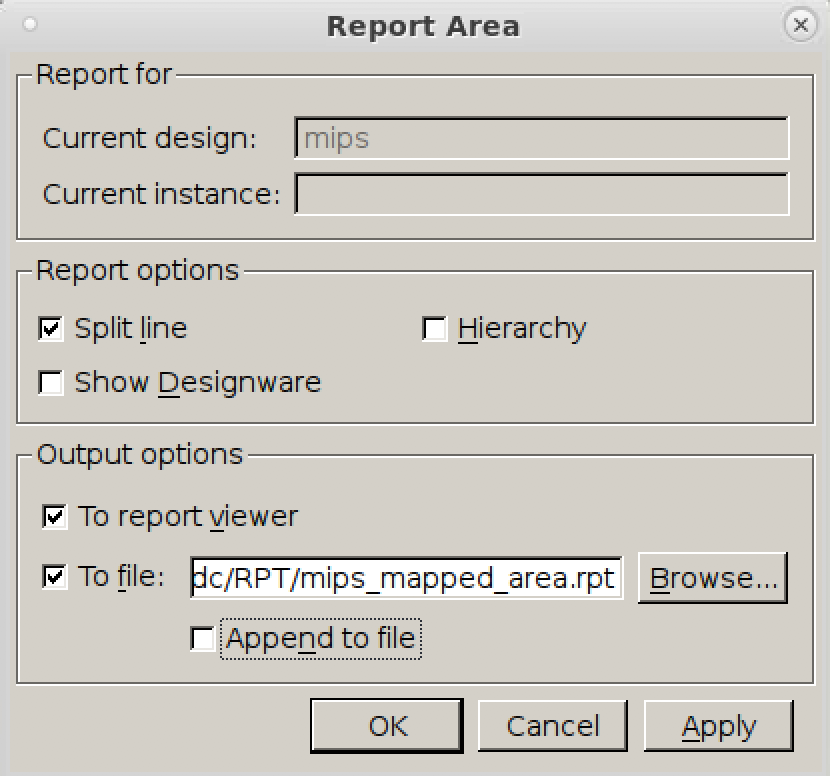 Report Area
Report for
Current design: mips
Current instance:
Report options
Split line Hierarchy
Show Designware
Output options
To report viewer
To file: dc/RPT/mips_mapped_area.rpt Browse...
Append to file
OK Cancel Apply